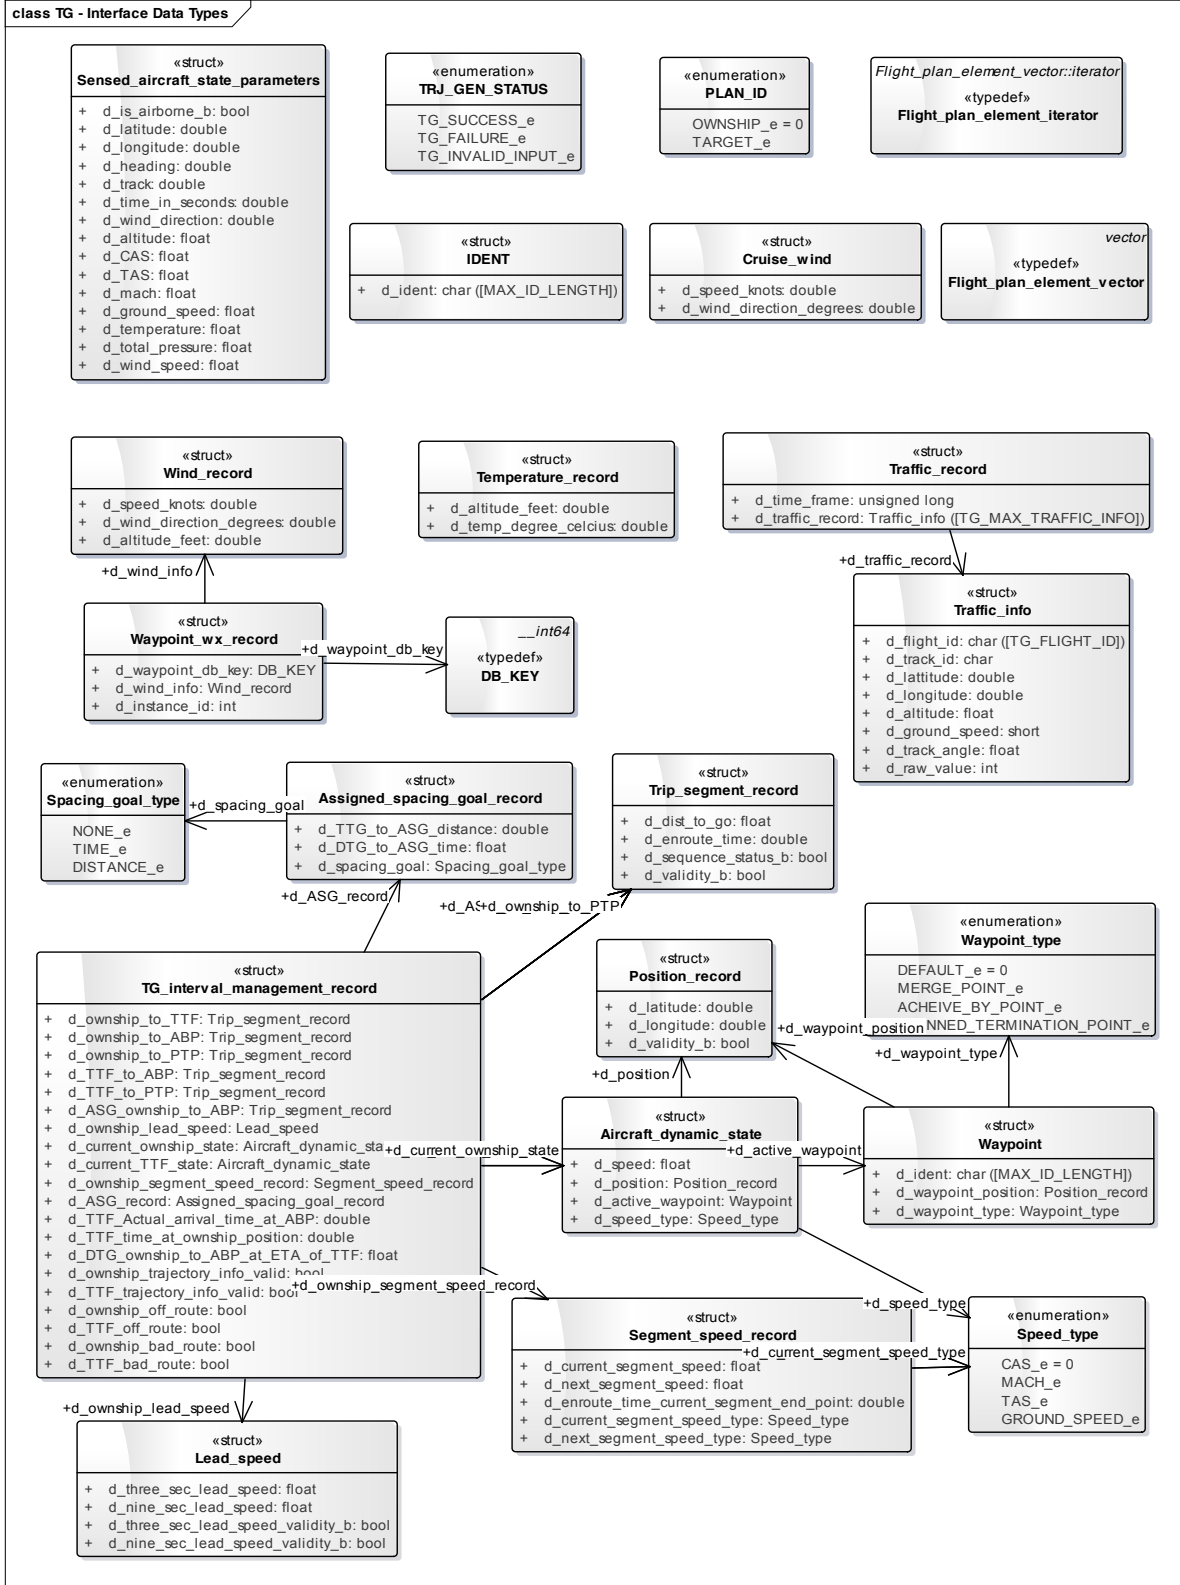 class TG - Interface Data Types
«struct»
Sensed_aircraft_state_parameters
+ d_is_airborne_b: bool
+ d_latitude: double
+ d_longitude: double
+ d_heading: double
+ d_track: double
+ d_time_in_seconds: double
+ d_wind_direction: double
+ d_altitude: float
+ d_CAS: float
+ d_TAS: float
+ d_mach: float
+ d_ground_speed: float
+ d_temperature: float
+ d_total_pressure: float
+ d_wind_speed: float
«enumeration»
TRJ_GEN_STATUS
TG_SUCCESS_e
TG_FAILURE_e
TG_INVALID_INPUT_e
«enumeration»
PLAN_ID
OWNSHIP_e = 0
TARGET_e
Flight_plan_element_vector::iterator
«typedef»
Flight_plan_element_iterator
«struct»
IDENT
+ d_ident: char ([MAX_ID_LENGTH])
«struct»
Cruise_wind
+ d_speed_knots: double
+ d_wind_direction_degrees: double
vector
«typedef»
Flight_plan_element_vector
«struct»
Wind_record
+ d_speed_knots: double
+ d_wind_direction_degrees: double
+ d_altitude_feet: double
«struct»
Temperature_record
+ d_altitude_feet: double
+ d_temp_degree_celcius: double
«struct»
Traffic_record
+ d_time_frame: unsigned long
+ d_traffic_record: Traffic_info ([TG_MAX_TRAFFIC_INFO])
+d_wind_info
+d_traffic_record
«struct»
Waypoint_wx_record
+ d_waypoint_db_key: DB_KEY
+ d_wind_info: Wind_record
+ d_instance_id: int
+d_waypoint_db_key
__int64
«typedef»
DB_KEY
«struct»
Traffic_info
+ d_flight_id: char ([TG_FLIGHT_ID])
+ d_track_id: char
+ d_lattitude: double
+ d_longitude: double
+ d_altitude: float
+ d_ground_speed: short
+ d_track_angle: float
+ d_raw_value: int
«enumeration»
Spacing_goal_type
NONE_e
TIME_e
DISTANCE_e
+d_spacing_goal
«struct»
Assigned_spacing_goal_record
+ d_TTG_to_ASG_distance: double
+ d_DTG_to_ASG_time: float
+ d_spacing_goal: Spacing_goal_type
«struct»
Trip_segment_record
+ d_dist_to_go: float
+ d_enroute_time: double
+ d_sequence_status_b: bool
+ d_validity_b: bool
+d_ASG_record
+d_AS+d_ownship_to_PTP
«struct»
TG_interval_management_record
+ d_ownship_to_TTF: Trip_segment_record
+ d_ownship_to_ABP: Trip_segment_record
+ d_ownship_to_PTP: Trip_segment_record
+ d_TTF_to_ABP: Trip_segment_record
+ d_TTF_to_PTP: Trip_segment_record
+ d_ASG_ownship_to_ABP: Trip_segment_record
+ d_ownship_lead_speed: Lead_speed
+ d_current_ownship_state: Aircraft_dynamic_sta
+ d_current_TTF_state: Aircraft_dynamic_state
+ d_ownship_segment_speed_record: Segment_speed_record
+ d_ASG_record: Assigned_spacing_goal_record
+ d_TTF_Actual_arrival_time_at_ABP: double
+ d_TTF_time_at_ownship_position: double
+ d_DTG_ownship_to_ABP_at_ETA_of_TTF: float
+ d_ownship_trajectory_info_valid: bool
+ d_TTF_trajectory_info_valid: bool
+ d_ownship_off_route: bool
+ d_TTF_off_route: bool
+ d_ownship_bad_route: bool
+ d_TTF_bad_route: bool
«struct»
Position_record
+ d_latitude: double
+ d_longitude: double
+ d_validity_b: bool
«enumeration»
Waypoint_type
DEFAULT_e = 0
MERGE_POINT_e
ACHEIVE_BY_POINT_e
NNED_TERMINATION_POINT_e
+d_waypoint_position
+d_waypoint_type
+d_position
+d_current_ownship_state
«struct»
Aircraft_dynamic_state
+ d_speed: float
+ d_position: Position_record
+ d_active_waypoint: Waypoint
+ d_speed_type: Speed_type
+d_active_waypoint
«struct»
Waypoint
+ d_ident: char ([MAX_ID_LENGTH])
+ d_waypoint_position: Position_record
+ d_waypoint_type: Waypoint_type
+d_ownship_segment_speed_record
+d_speed_type
«struct»
Segment_speed_record
+ d_current_segment_speed: float
+ d_next_segment_speed: float
+ d_enroute_time_current_segment_end_point: double
+ d_current_segment_speed_type: Speed_type
+ d_next_segment_speed_type: Speed_type
+d_current_segment_speed_type
«enumeration»
Speed_type
CAS_e = 0
MACH_e
TAS_e
GROUND_SPEED_e
+d_ownship_lead_speed
«struct»
Lead_speed
+ d_three_sec_lead_speed: float
+ d_nine_sec_lead_speed: float
+ d_three_sec_lead_speed_validity_b: bool
+ d_nine_sec_lead_speed_validity_b: bool